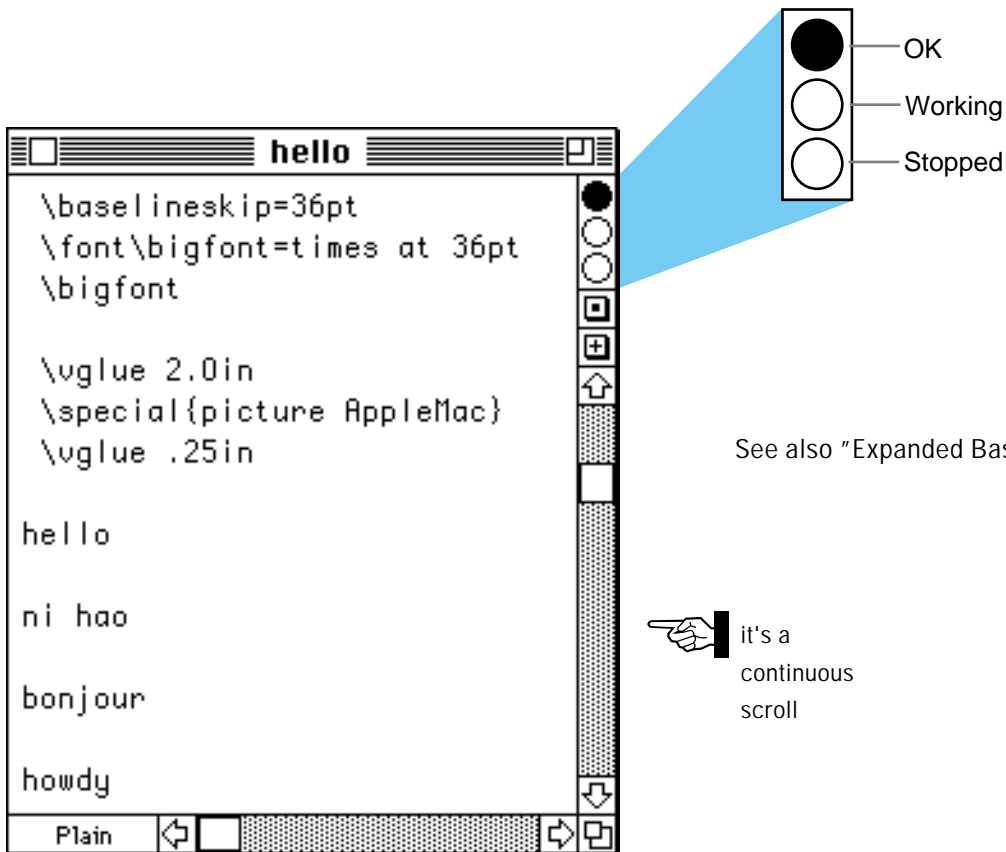 OK
Working
Stopped
hello
\baselineskip=36pt
\font\bigfont=times at 36pt
\bigfont
\vglue 2.0in
\special{picture AppleMac}
\vglue .25in
hello
ni hao
bonjour
howdy
Plain
See also "Expanded Bas
it's a
continuous
scroll